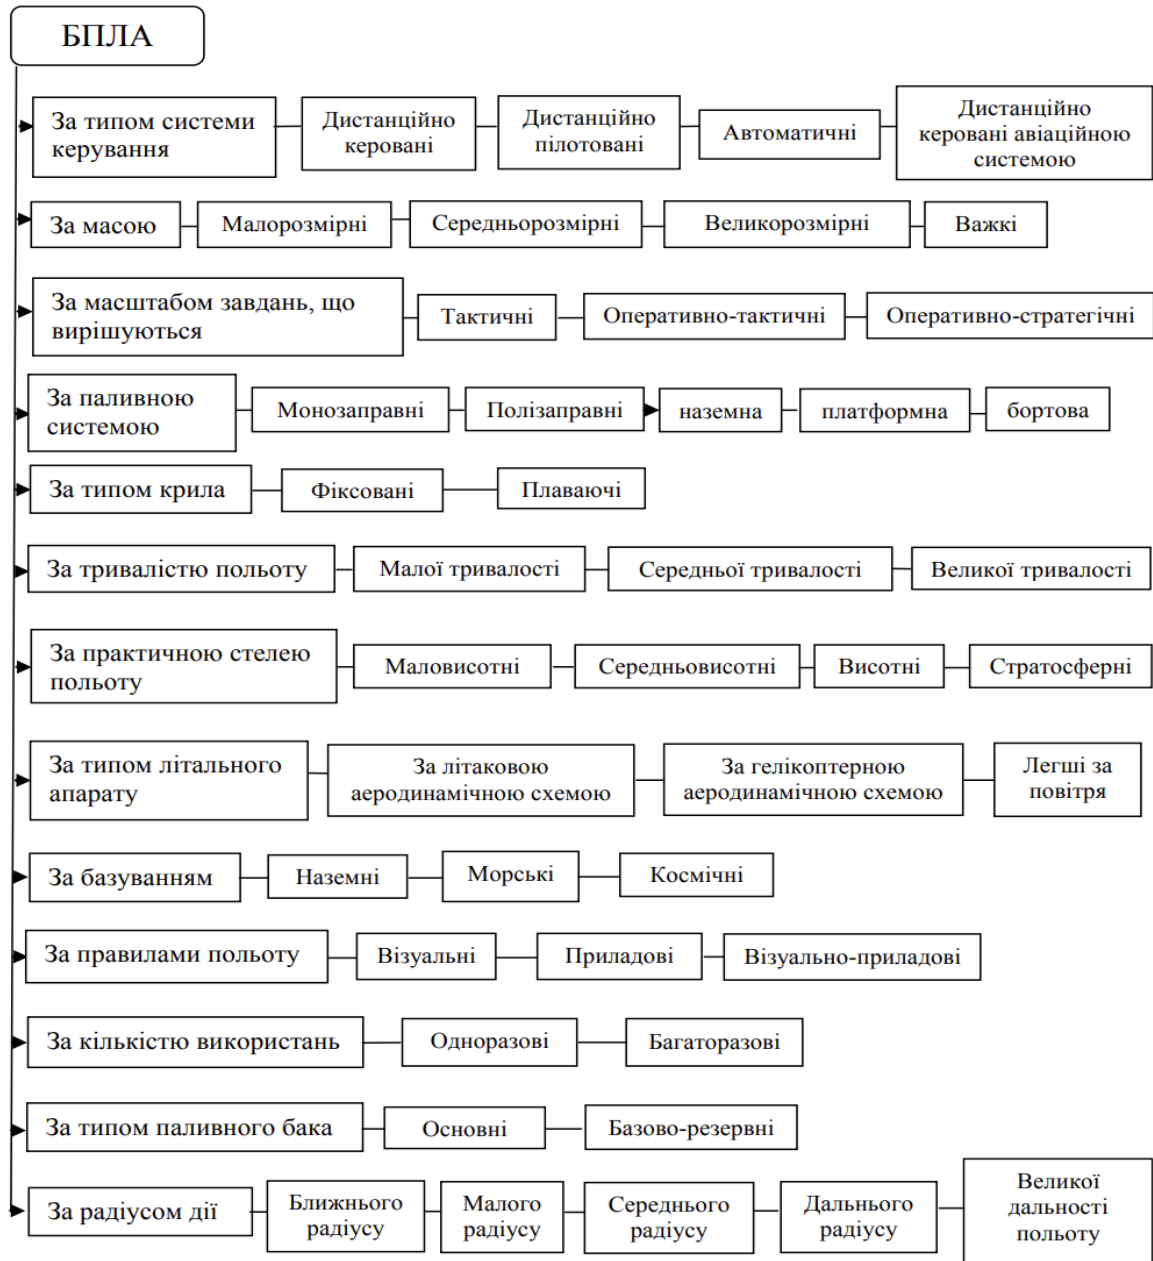 БПЛА
За типом системи
керування
Дистанційно
керовані
Дистанційно
пілотовані
Автоматичні
Дистанційно
керовані авіаційною
системою
За масою
Малорозмірні
Середньорозмірні
Великорозмірні
Важкі
За масштабом завдань, що
вирішуються
Тактичні
Оперативно-тактичні
Оперативно-стратегічні
За паливною
системою
Монозаправні
Полізаправні
наземна
платформна
бортова
За типом крила
Фіксовані
Плаваючі
За тривалістю польоту
Малої тривалості
Середньої тривалості
Великої тривалості
За практичною стелею
польоту
Маловисотні
Середньовисотні
Висотні
Стратосферні
За типом літального
апарату
За літаковою
аеродинамічною схемою
За гелікоптерною
аеродинамічною схемою
Легші за
повітря
За базуванням
Наземні
Морські
Космічні
За правилами польоту
Візуальні
Приладові
Візуально-приладові
За кількістю використань
Одноразові
Багаторазові
За типом паливного бака
Основні
Базово-резервні
За радіусом дії
Ближнього
радіусу
Малого
радіусу
Середнього
радіусу
Дальнього
радіусу
Великої
дальності
польоту